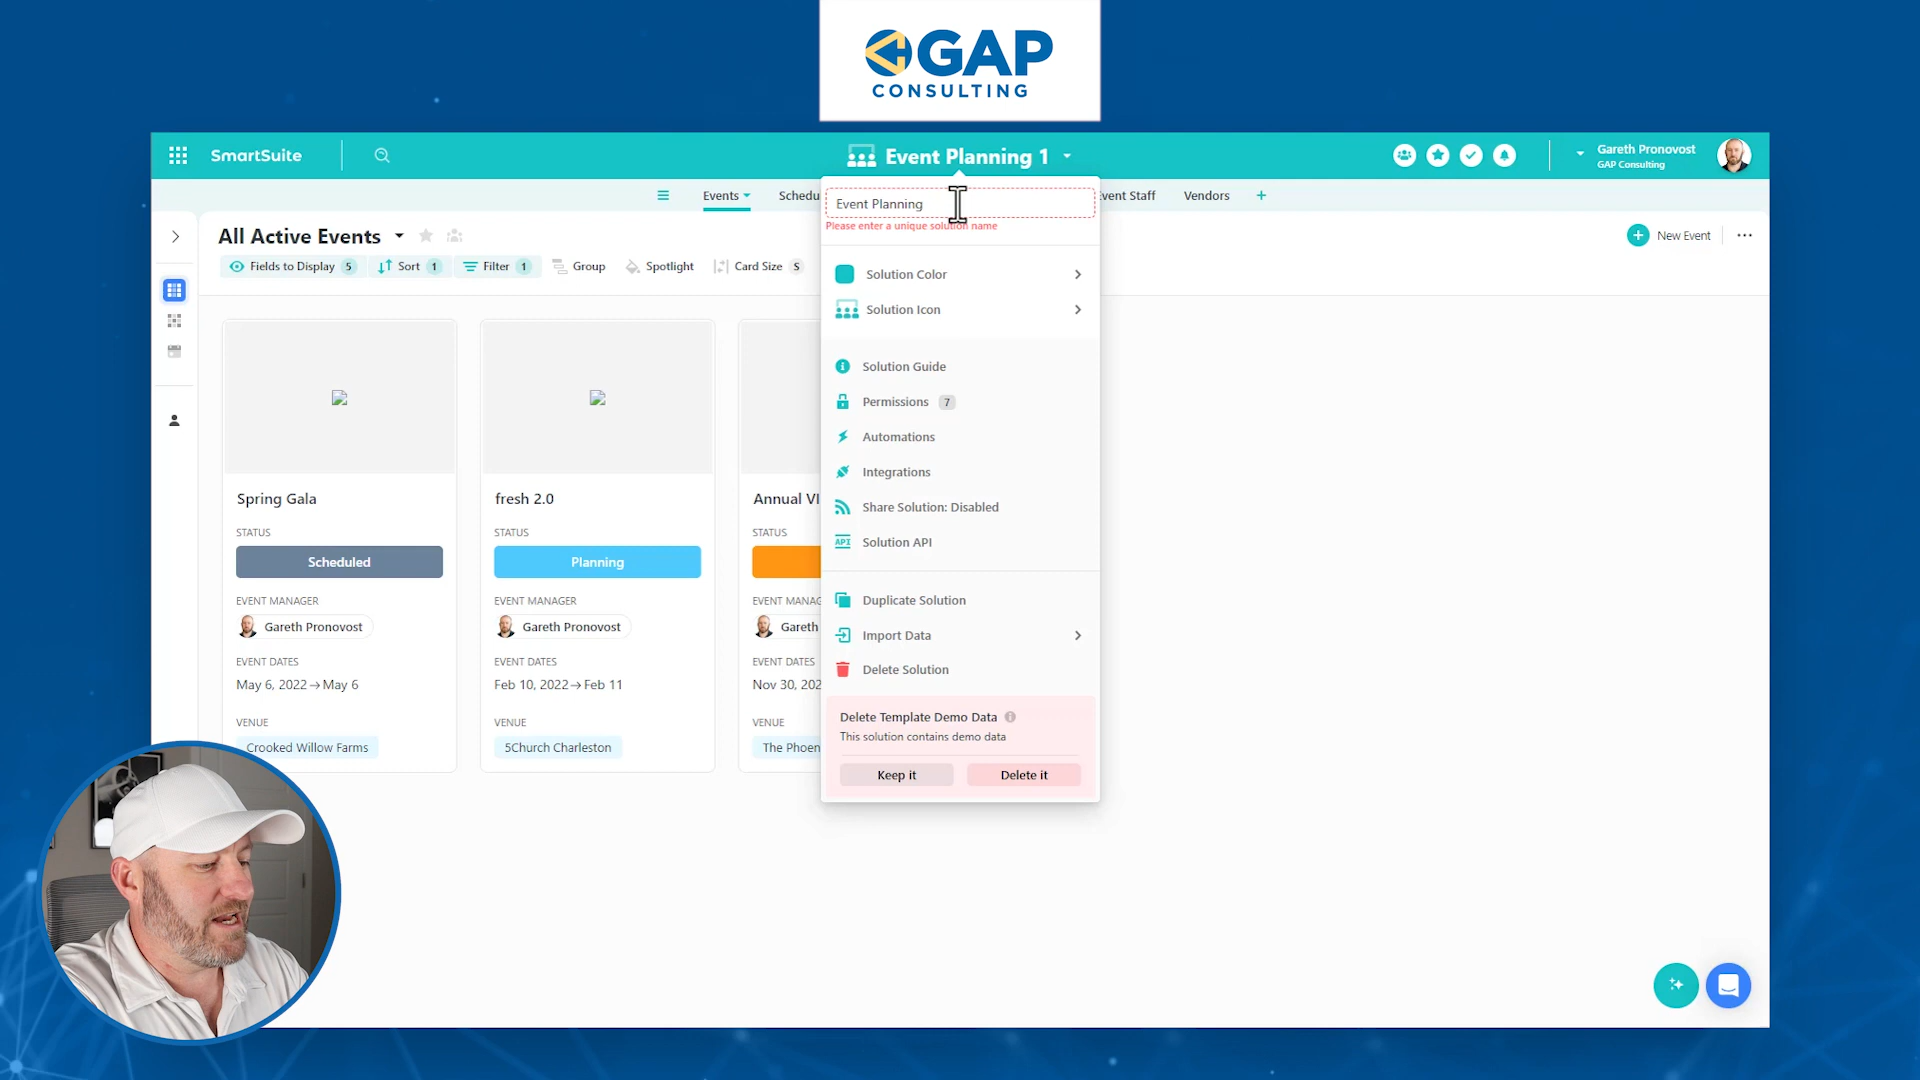 GAP
CONSULTING
SmartSuite
Event Planning 1
Gareth Pronovost
GAP Consulting
Events
Schedu
vent Staff
Vendors
Event Planning
Please enter a unique solution name
All Active Events
New Event
Fields to Display 5
Sort 1
Filter 1
Group
Spotlight
Card Size S
Solution Color
Solution Icon
Solution Guide
Permissions 7
Automations
Integrations
Share Solution: Disabled
API Solution API
Duplicate Solution
Import Data
Delete Solution
Delete Template Demo Data
This solution contains demo data
Keep it
Delete it
Spring Gala
STATUS
Scheduled
EVENT MANAGER
Gareth Pronovost
EVENT DATES
May 6, 2022→May 6
VENUE
Crooked Willow Farms
fresh 2.0
STATUS
Planning
EVENT MANAGER
Gareth Pronovost
EVENT DATES
Feb 10, 2022→Feb 11
VENUE
5Church Charleston
Annual VI
STATUS
EVENT MANAG
Gareth
EVENT DATES
Nov 30, 202
VENUE
The Phoen